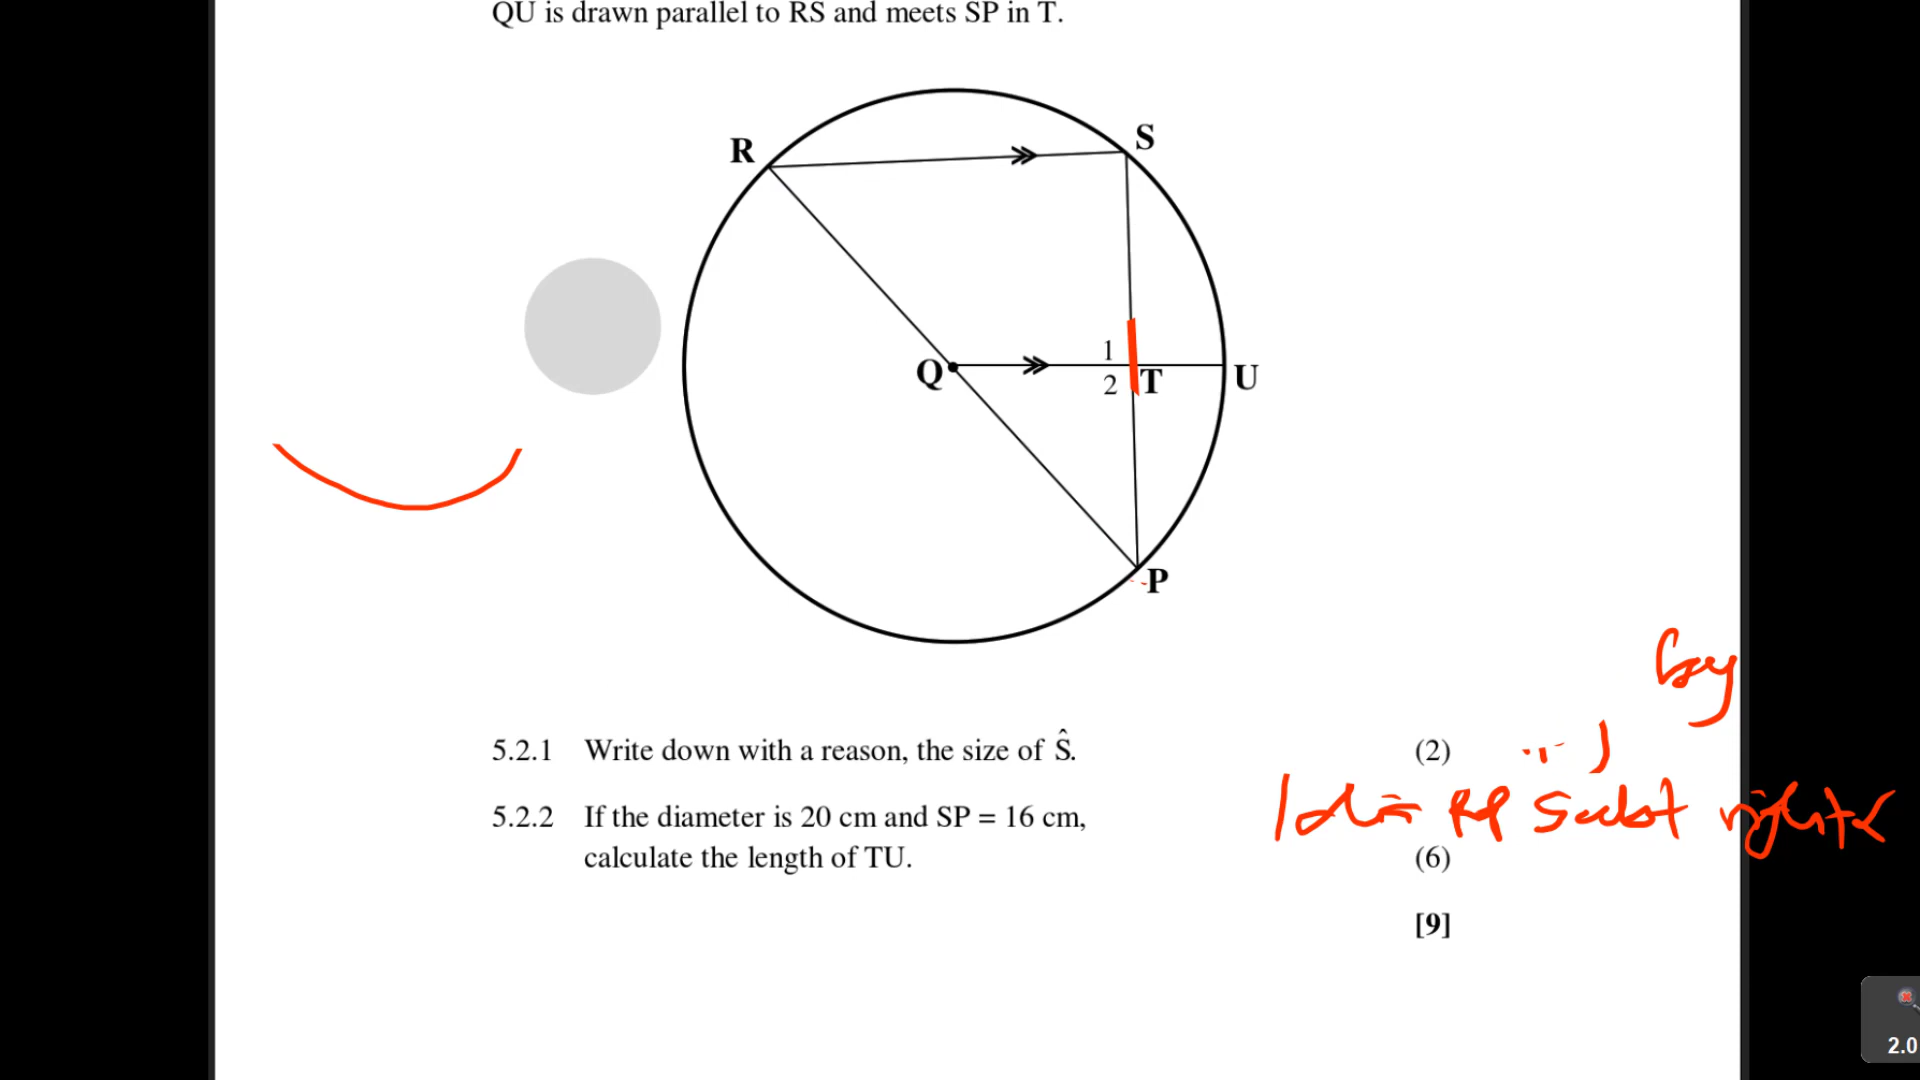 QU is drawn parallel to RS and meets SP in T.
R
S
1
Q
2
T
U
P
5.2.1 Write down with a reason, the size of Ŝ. (2)
5.2.2 If the diameter is 20 cm and SP = 16 cm,
calculate the length of TU. (6)
[9]
2.0